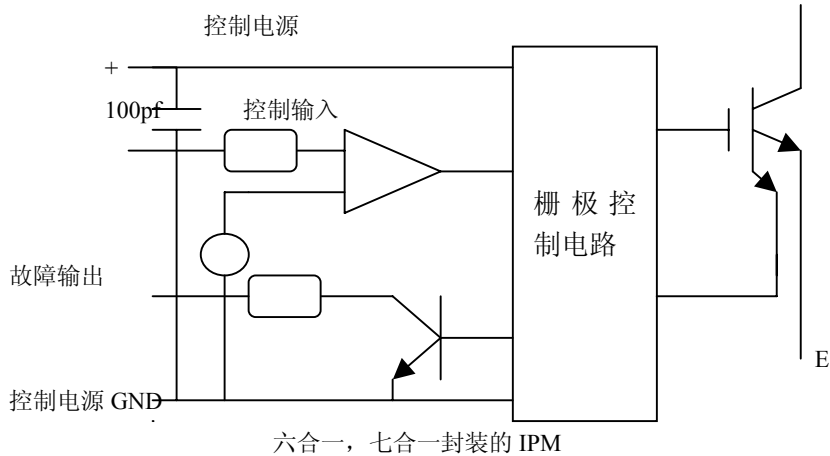 控制电源
+
100pf
控制输入
栅极控
制电路
故障输出
E
控制电源 GND
六合一，七合一封装的 IPM